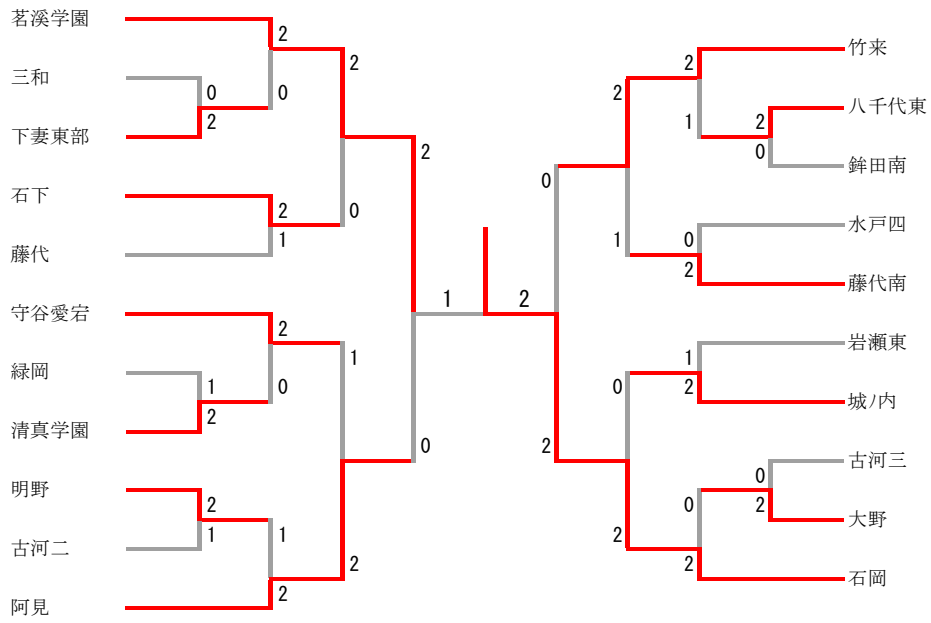 茗溪学園
三和
下妻東部
石下
藤代
守谷愛宕
緑岡
清真学園
明野
古河二
阿見
2
0
2
0
2
1
2
0
1
2
0
2
1
1
2
2
0
1
2
2
0
1
2
2
1
0
2
0
2
1
2
0
2
1
2
0
2
0
2
0
2
竹来
八千代東
鉾田南
水戸四
藤代南
岩瀬東
城ノ内
古河三
大野
石岡